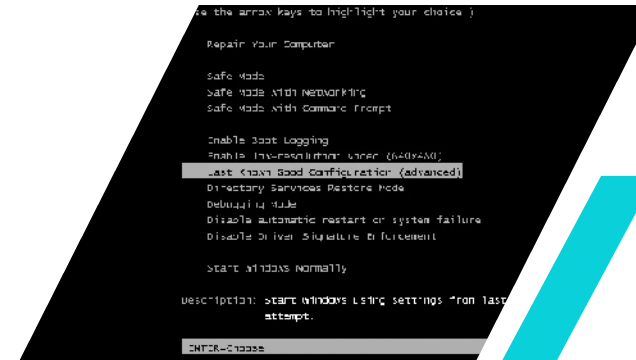 se the arrow keys to highlight your choice.)
Repair Your Computer
Safe Mode
Safe Mode with Networking
Safe Mode with Command Prompt
Enable Boot Logging
Enable low-resolution video (640x480)
Last Known Good Configuration (advanced)
Directory Services Restore Mode
Debugging Mode
Disable automatic restart on system failure
Disable Driver Signature Enforcement
Start Windows Normally
Description: Start Windows using settings from last
attempt.
ENTER=Choose